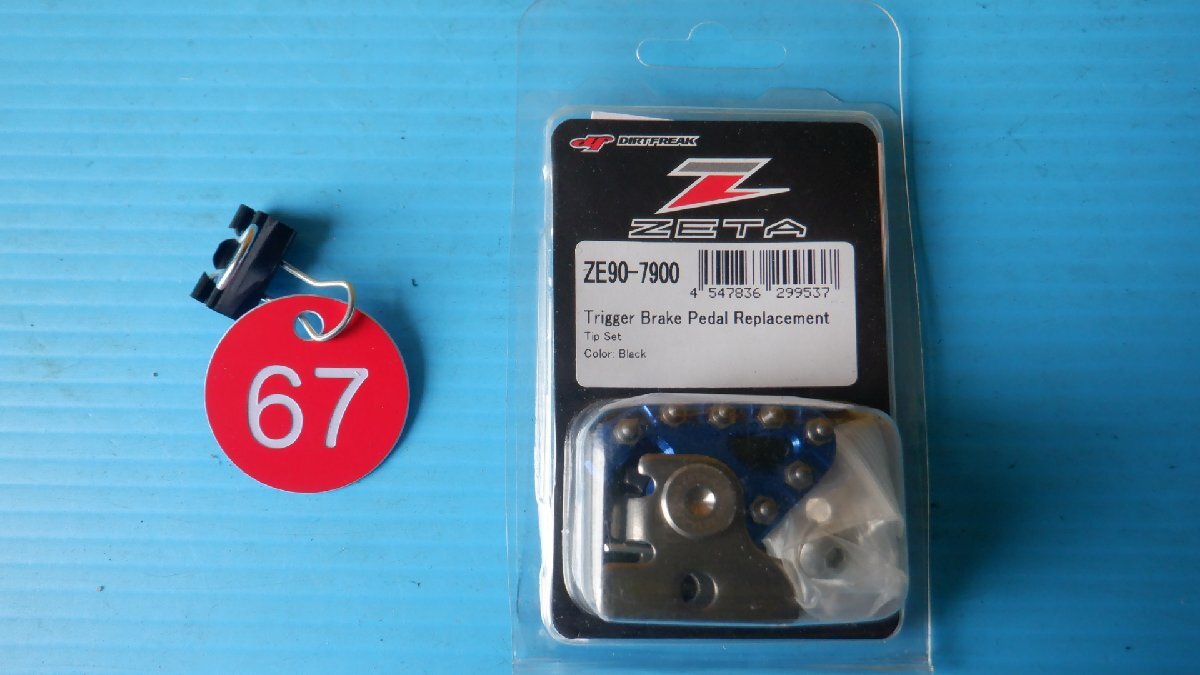 67
DIRTFREAK
ZETA
ZE90-7900
4 547836 299537
Trigger Brake Pedal Replacement
Tip Set
Color: Black